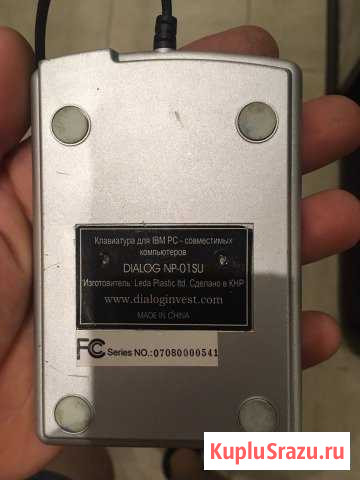 Клавиатура для IBM PC - совместимых
компьютеров
DIALOG NP-01SU
Изготовитель: Leda Plastic ltd. Сделано в КНР
www.dialoginvest.com
MADE IN CHINA
FC Series NO.: 07080000541
KupluSrazu.ru